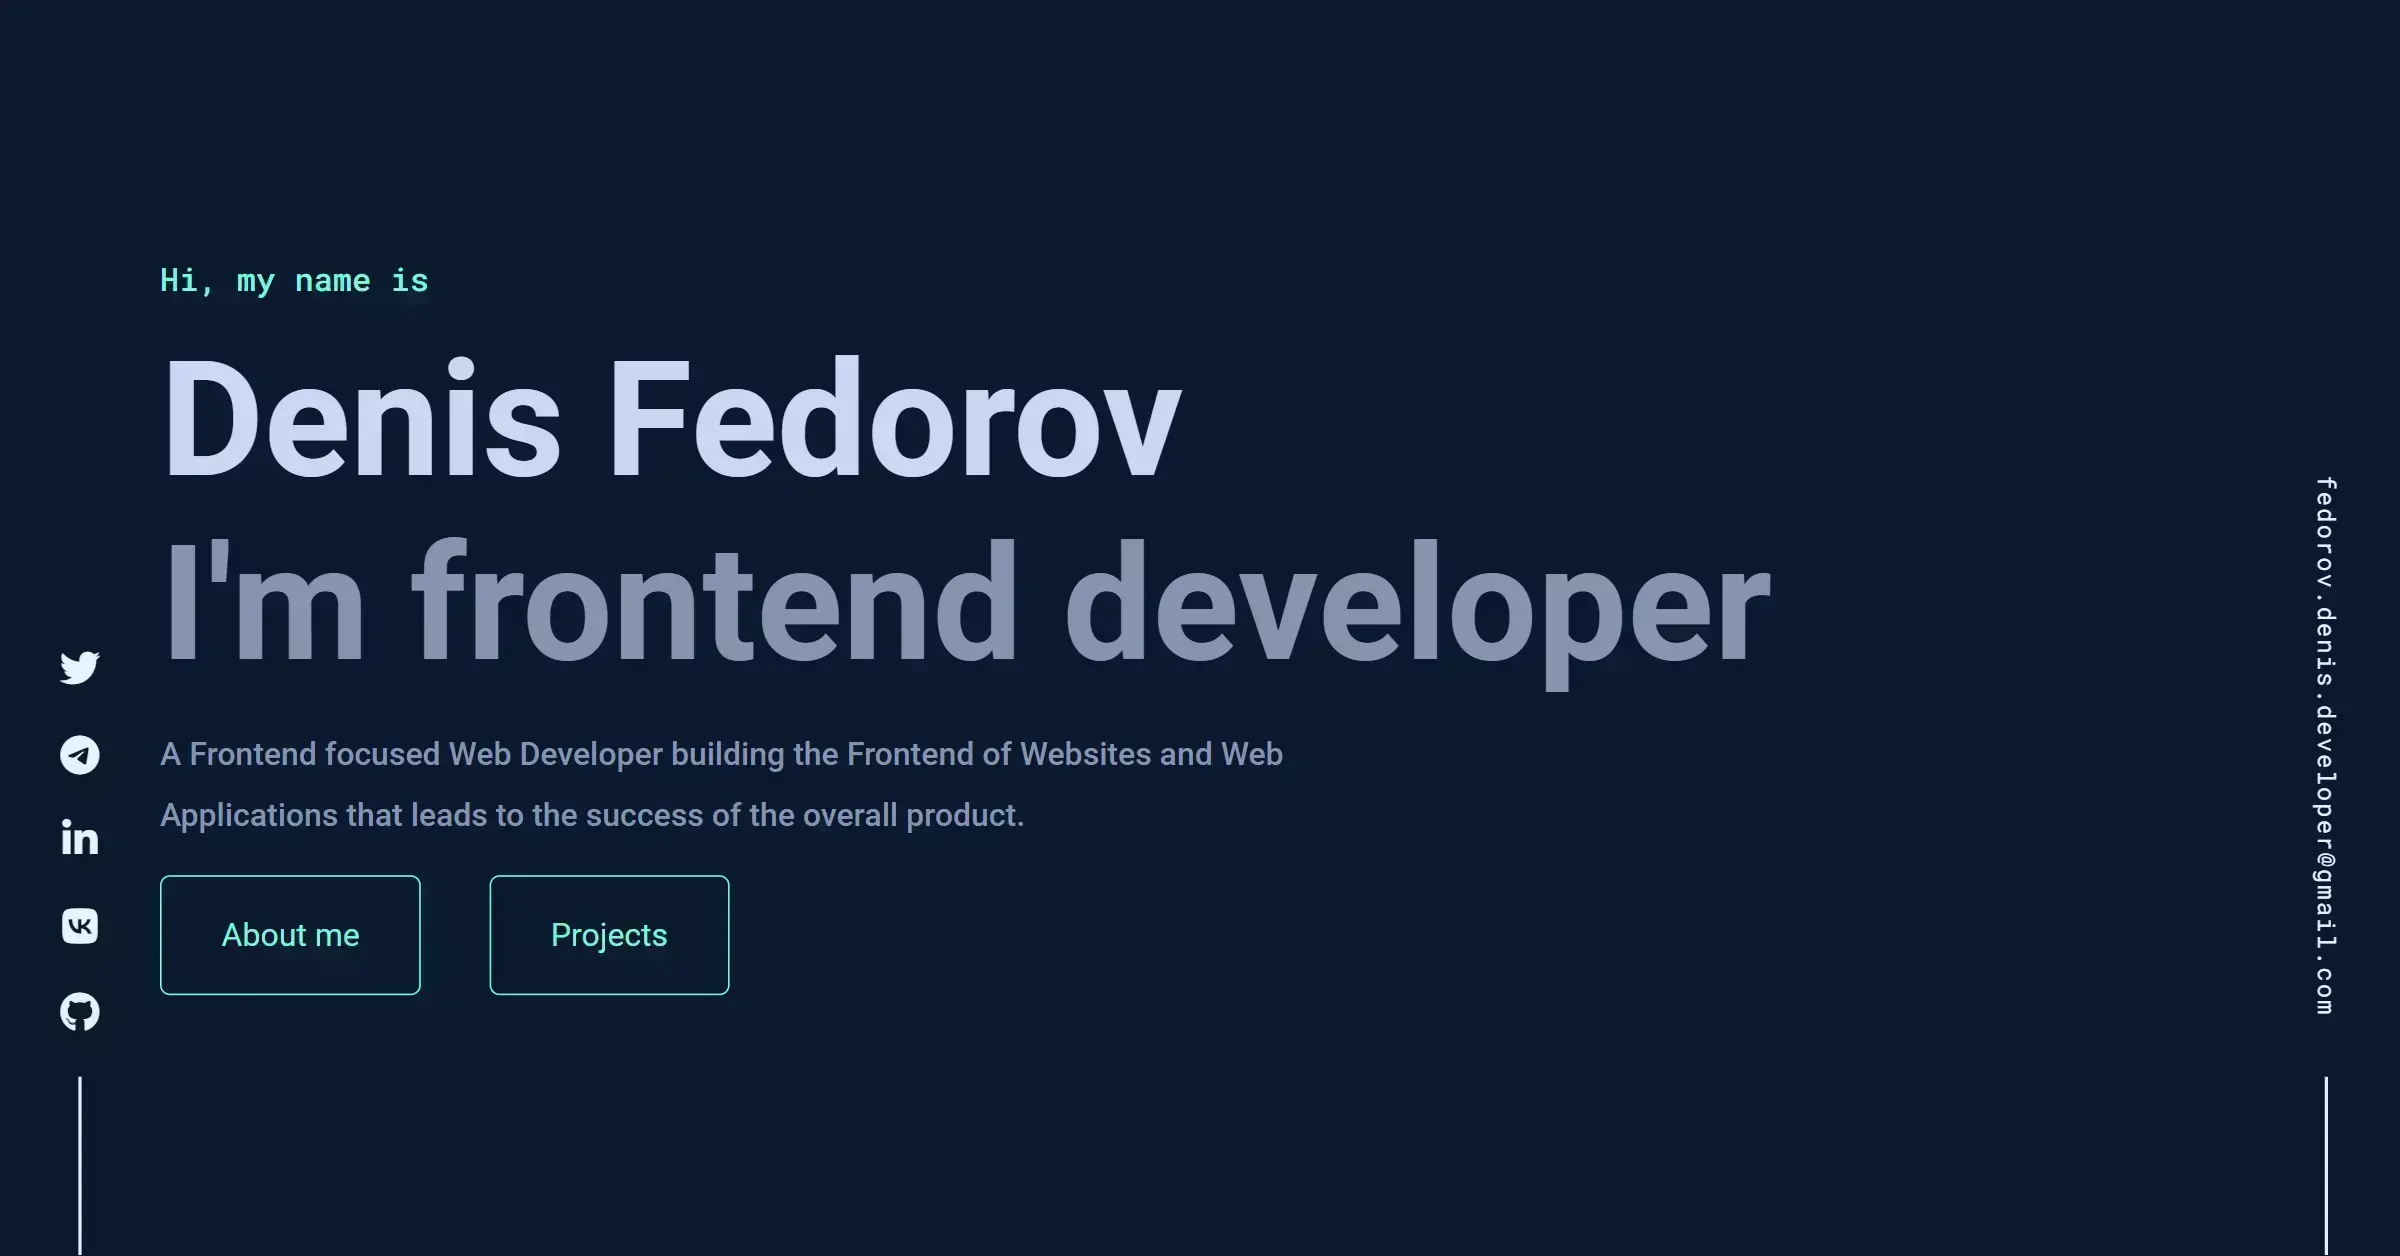 Hi, my name is
Denis Fedorov
I'm frontend developer
A Frontend focused Web Developer building the Frontend of Websites and Web
Applications that leads to the success of the overall product.
About me
Projects
fedorov.denis.developer@gmail.com